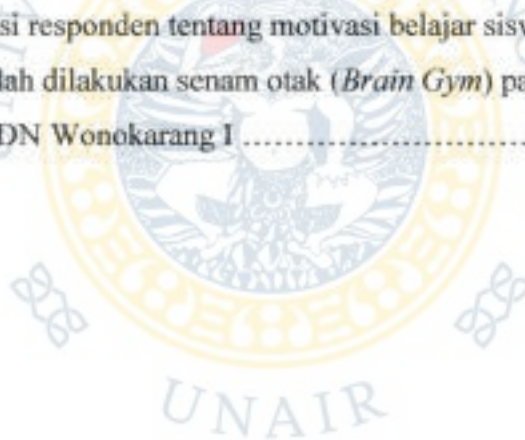 si responden tentang motivasi belajar sisw
lah dilakukan senam otak (Brain Gym) pa
DN Wonokarang I ........................................
UNAIR